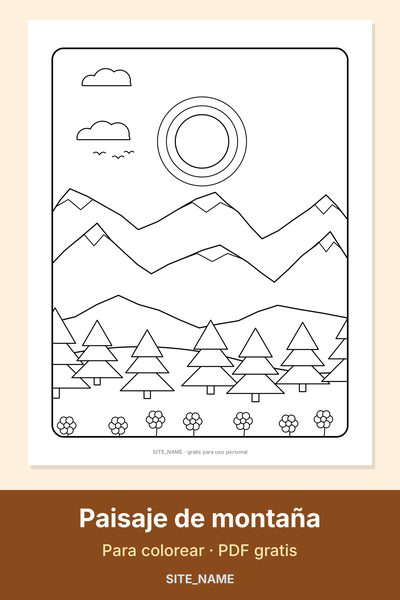 SITE_NAME · gratis para uso personal
Paisaje de montaña
Para colorear · PDF gratis
SITE_NAME